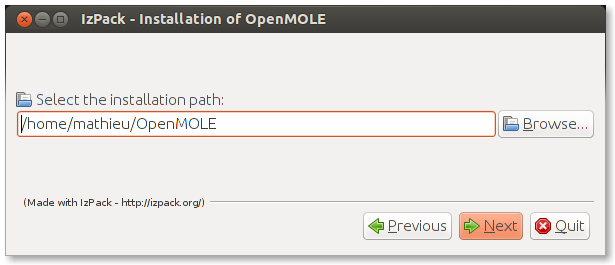 IzPack - Installation of OpenMOLE
Select the installation path:
/home/mathieu/OpenMOLE
Browse...
(Made with IzPack - http://izpack.org/)
Previous
Next
Quit